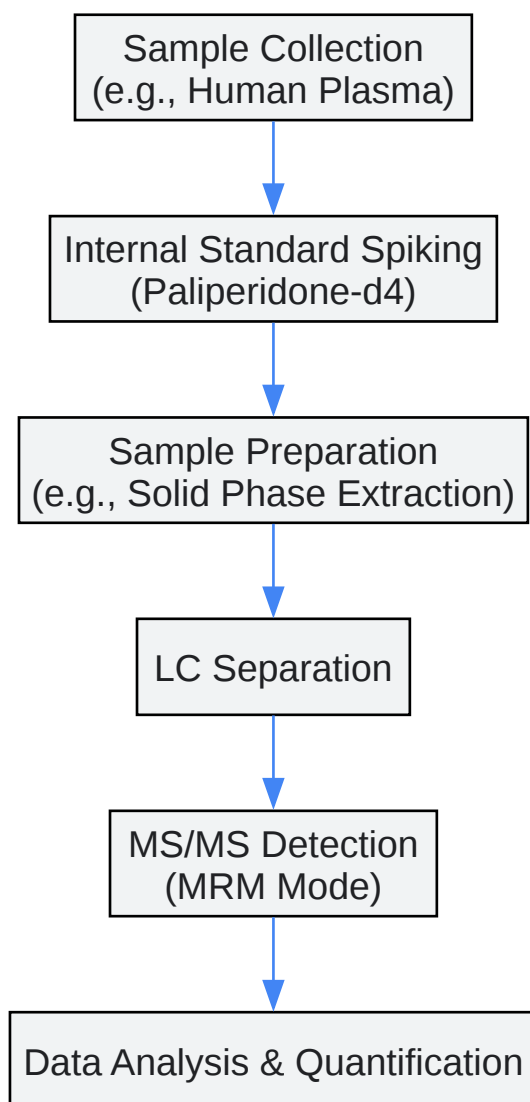 Sample Collection
(e.g., Human Plasma)
Internal Standard Spiking
(Paliperidone-d4)
Sample Preparation
(e.g., Solid Phase Extraction)
LC Separation
MS/MS Detection
(MRM Mode)
Data Analysis & Quantification